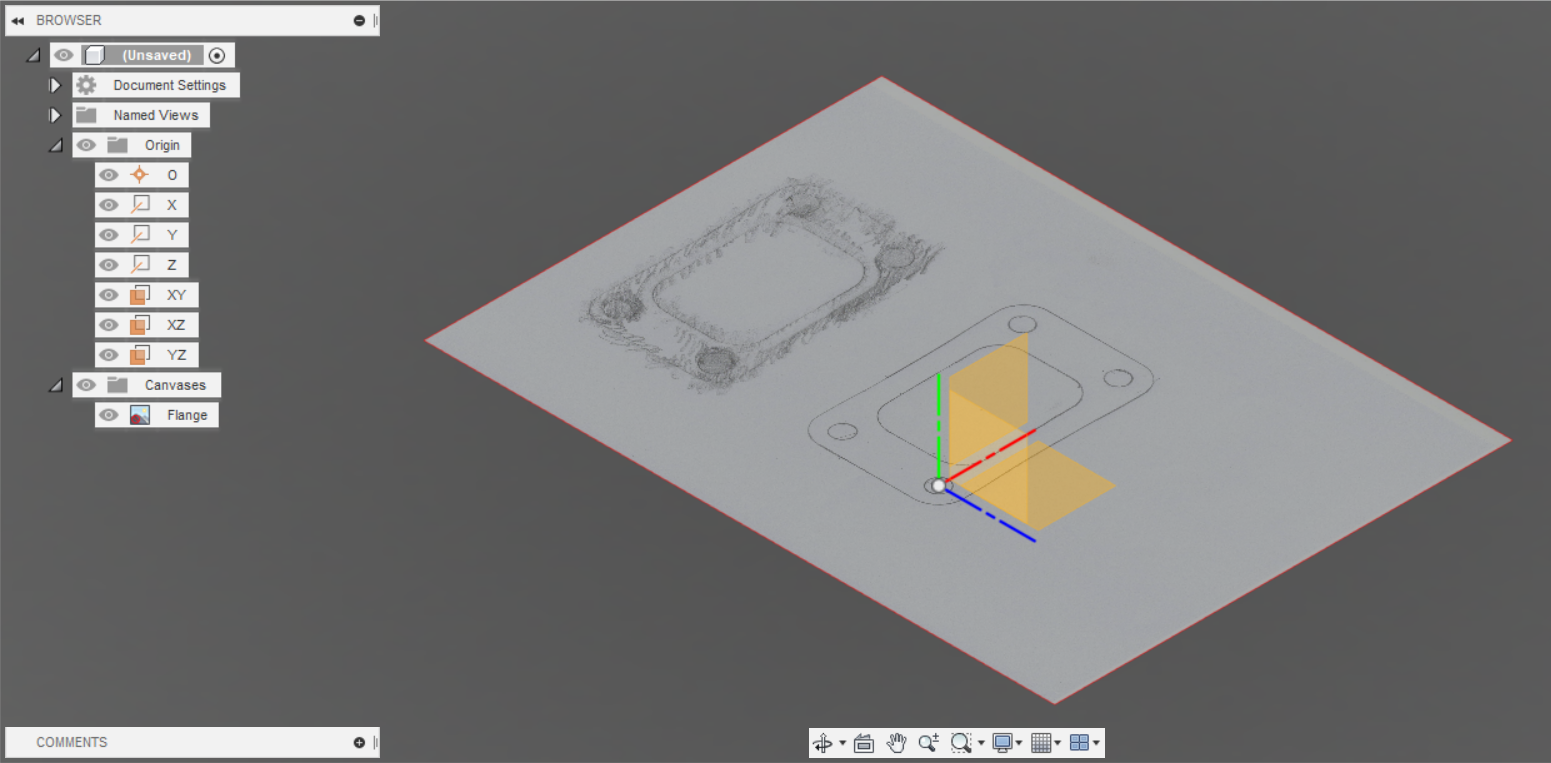 BROWSER
(Unsaved)
Document Settings
Named Views
Origin
O
X
Y
Z
XY
XZ
YZ
Canvases
Flange
COMMENTS